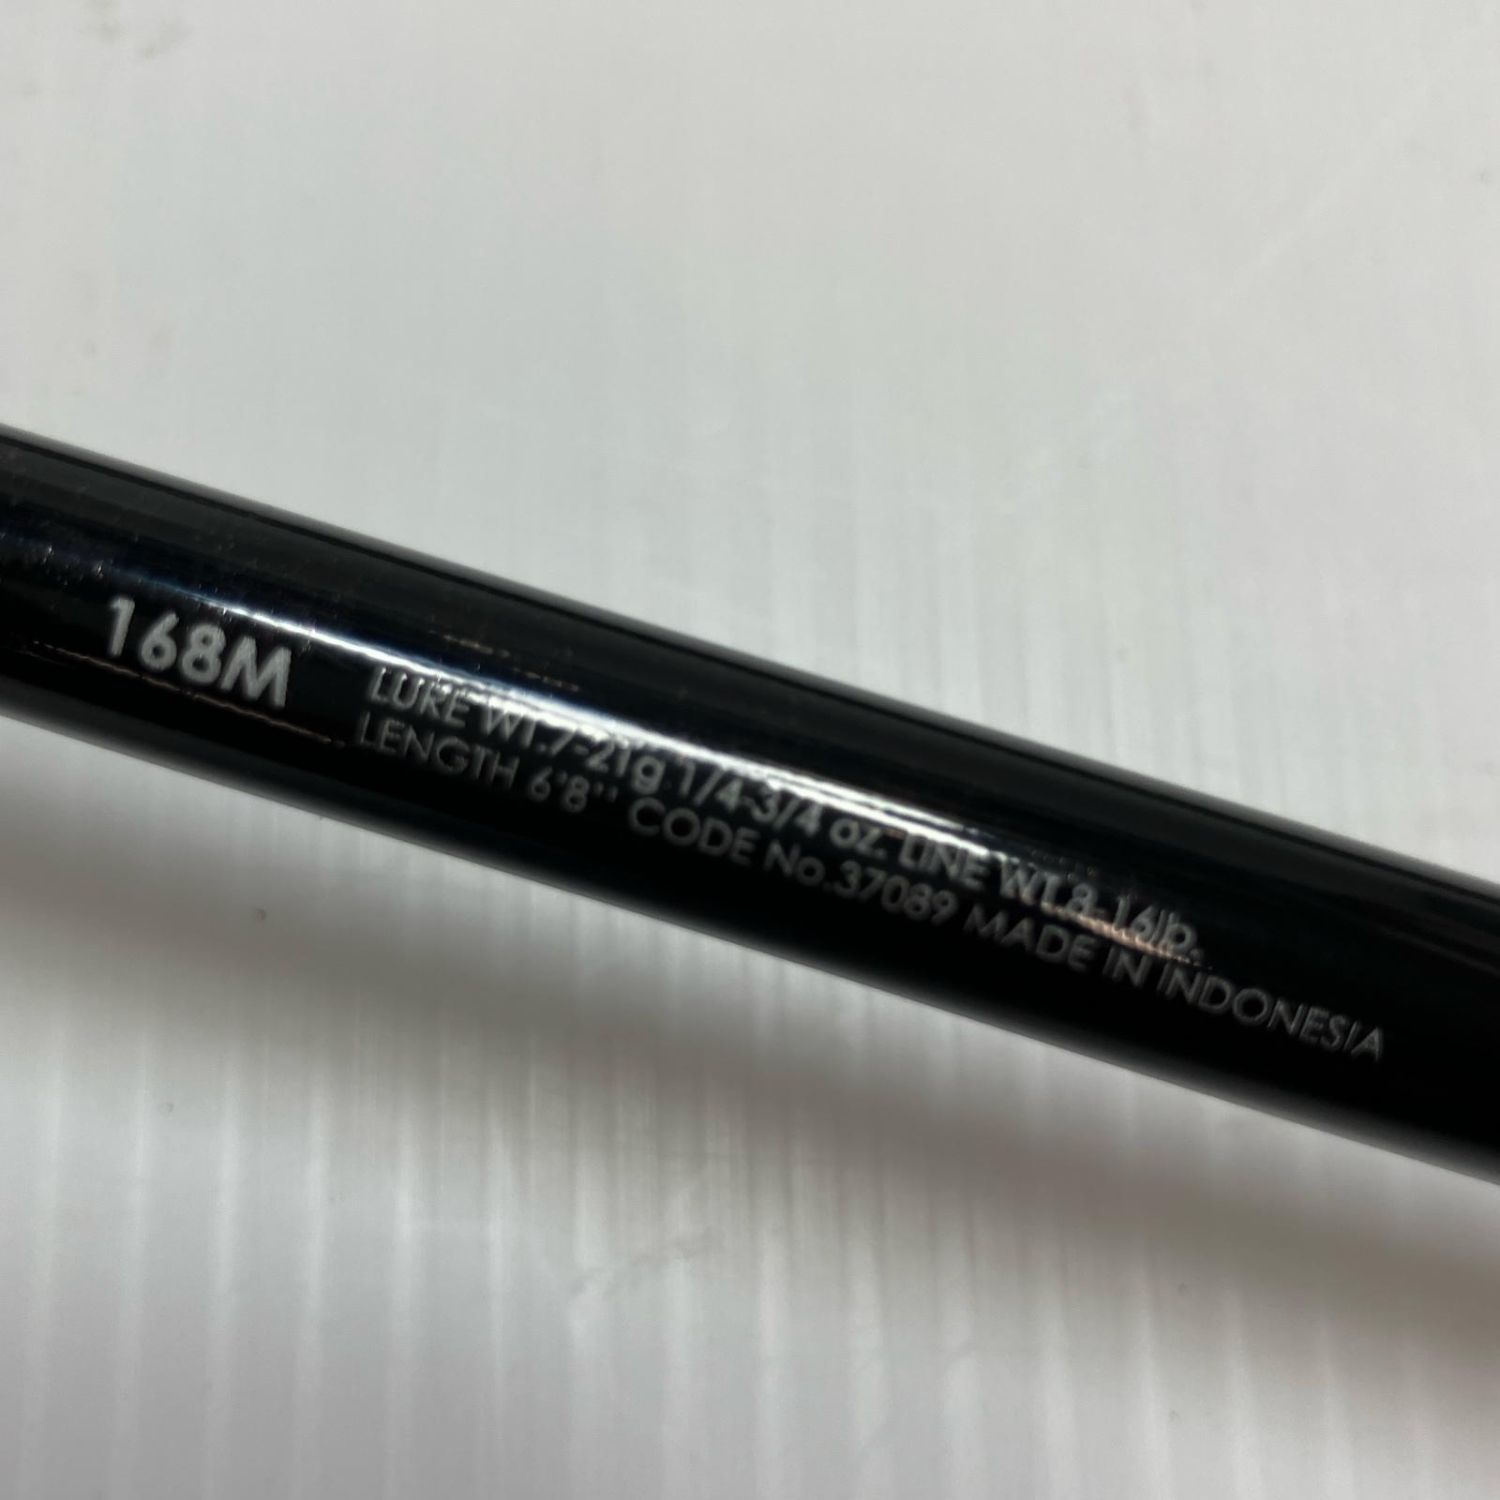 168M
LURE WT.7-21g 1/4-3/4 oz. LINE WT.8-16lb.
LENGTH 6'8'' CODE No.37089 MADE IN INDONESIA